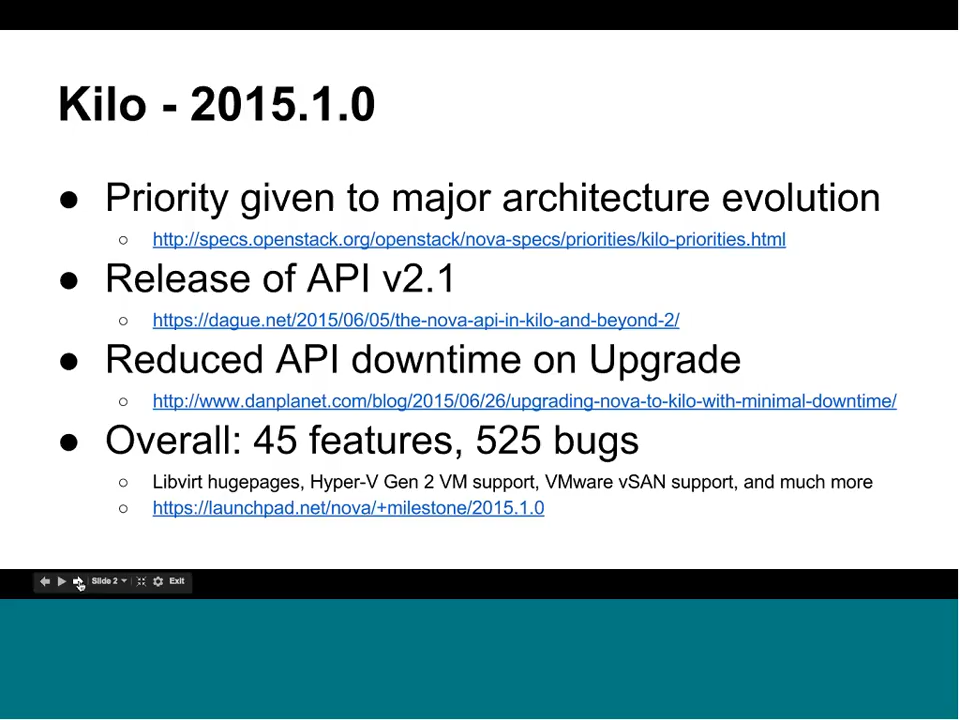 Kilo - 2015.1.0
● Priority given to major architecture evolution
○ http://specs.openstack.org/openstack/nova-specs/priorities/kilo-priorities.html
● Release of API v2.1
○ https://dague.net/2015/06/05/the-nova-api-in-kilo-and-beyond-2/
● Reduced API downtime on Upgrade
○ http://www.danplanet.com/blog/2015/06/26/upgrading-nova-to-kilo-with-minimal-downtime/
● Overall: 45 features, 525 bugs
○ Libvirt hugepages, Hyper-V Gen 2 VM support, VMware vSAN support, and much more
○ https://launchpad.net/nova/+milestone/2015.1.0
Slide 2 Exit